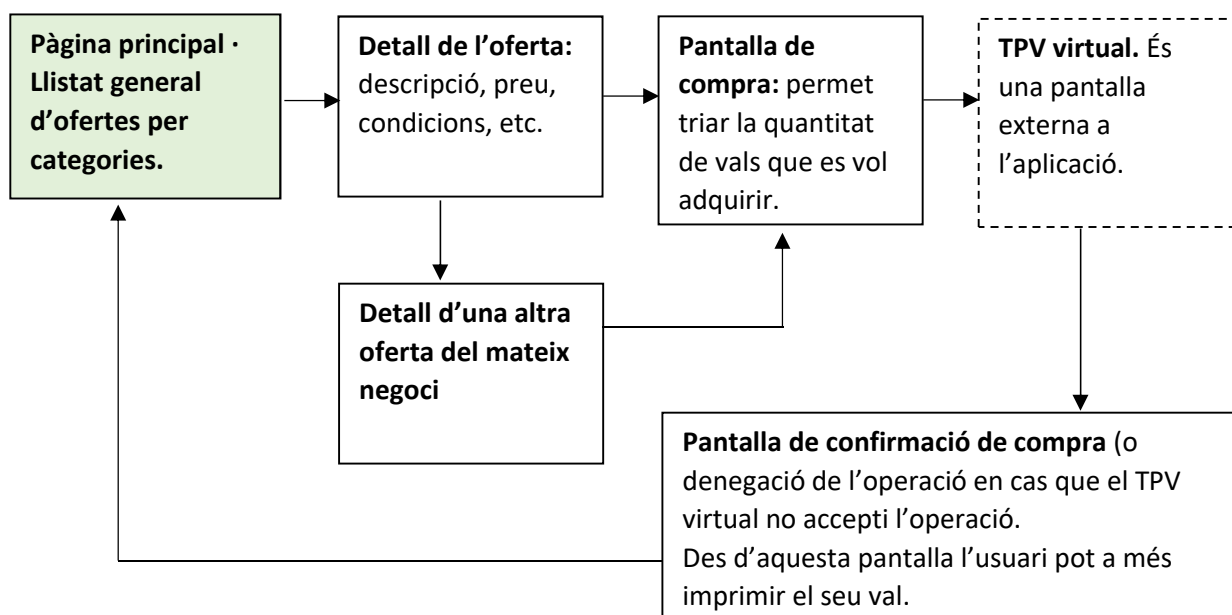 Pàgina principal ·
Llistat general
d’ofertes per
categories.
Detall de l’oferta:
descripció, preu,
condicions, etc.
Pantalla de
compra: permet
triar la quantitat
de vals que es vol
adquirir.
TPV virtual. És
una pantalla
externa a
l’aplicació.
Detall d’una altra
oferta del mateix
negoci
Pantalla de confirmació de compra (o
denegació de l’operació en cas que el TPV
virtual no accepti l’operació.
Des d’aquesta pantalla l’usuari pot a més
imprimir el seu val.